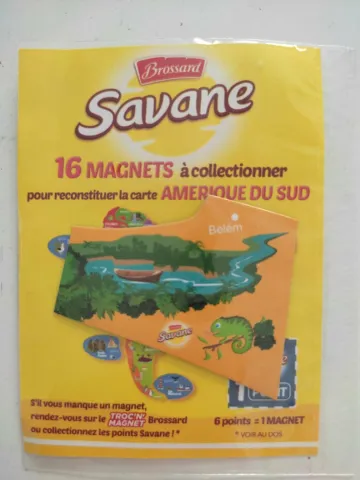 Brossard
Savane
16 MAGNETS à collectionner
pour reconstituer la carte AMERIQUE DU SUD
Belém
Brossard
Savane
S'il vous manque un magnet,
rendez-vous sur le TROC'N' MAGNET Brossard
ou collectionnez les points Savane ! *
6 points = 1 MAGNET
* VOIR AU DOS